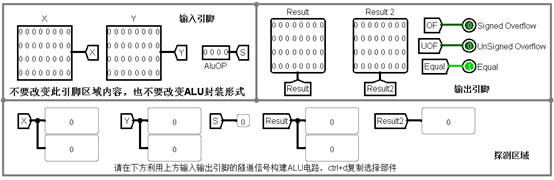 X
Y
输入引脚
0 0 0 0
S
AluOP
X
Y
不要改变此引脚区域内容，也不要改变ALU封装形式
Result
Result 2
Result
Result2
OF
Signed Overflow
UOF
UnSigned Overflow
Equal
Equal
输出引脚
X
0
0
Y
0
0
S
0
Result
0
0
Result2
0
探测区域
请在下方利用上方输入输出引脚的隧道信号构建ALU电路，ctrl+d复制选择部件